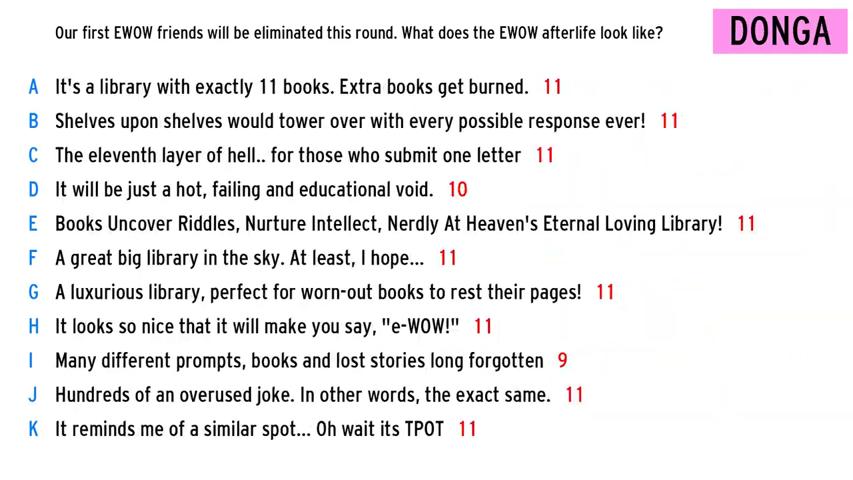 Our first EWOW friends will be eliminated this round. What does the EWOW afterlife look like?
DONGA
A It's a library with exactly 11 books. Extra books get burned. 11
B Shelves upon shelves would tower over with every possible response ever! 11
C The eleventh layer of hell.. for those who submit one letter 11
D It will be just a hot, failing and educational void. 10
E Books Uncover Riddles, Nurture Intellect, Nerdly At Heaven's Eternal Loving Library! 11
F A great big library in the sky. At least, I hope... 11
G A luxurious library, perfect for worn-out books to rest their pages! 11
H It looks so nice that it will make you say, "e-WOW!" 11
I Many different prompts, books and lost stories long forgotten 9
J Hundreds of an overused joke. In other words, the exact same. 11
K It reminds me of a similar spot... Oh wait its TPOT 11